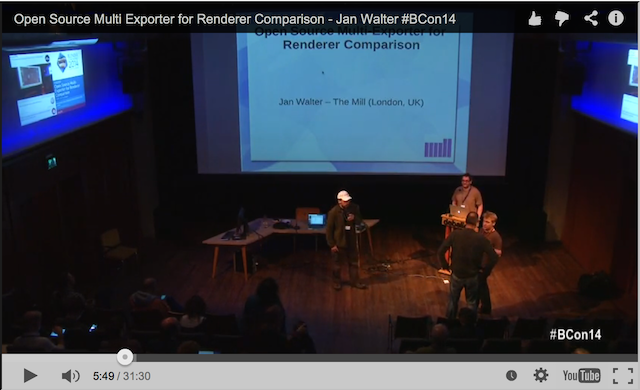 Open Source Multi Exporter for Renderer Comparison - Jan Walter #BCon14
Open Source Multi-Exporter for
Renderer Comparison
Jan Walter – The Mill (London, UK)
mill
#BCon14
5:49 / 31:30
YouTube